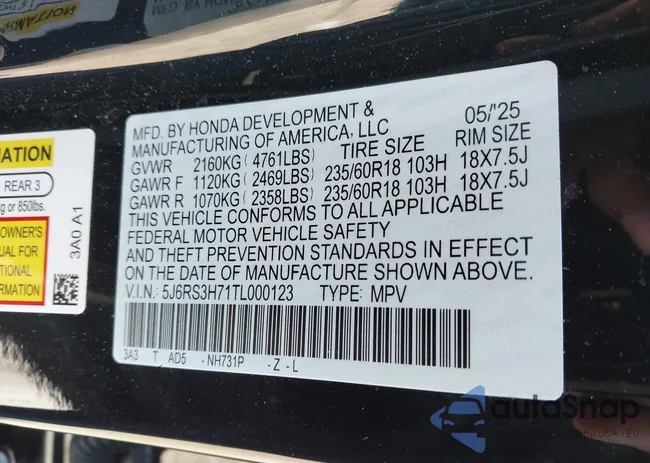 MFD. BY HONDA DEVELOPMENT & 05/'25
MANUFACTURING OF AMERICA, LLC
GVWR 2160KG ( 4761LBS) TIRE SIZE RIM SIZE
GAWR F 1120KG ( 2469LBS) 235/60R18 103H 18X7.5J
GAWR R 1070KG ( 2358LBS) 235/60R18 103H 18X7.5J
THIS VEHICLE CONFORMS TO ALL APPLICABLE
FEDERAL MOTOR VEHICLE SAFETY
AND THEFT PREVENTION STANDARDS IN EFFECT
ON THE DATE OF MANUFACTURE SHOWN ABOVE.
V.I.N.: 5J6RS3H71TL000123 TYPE: MPV
3A3 T AD5 - NH731P - Z - L
MATION
REAR 3
kg or 850lbs.
OWNER'S
NUAL FOR
TIONAL
RMATION
3A0 A1
autoSnap